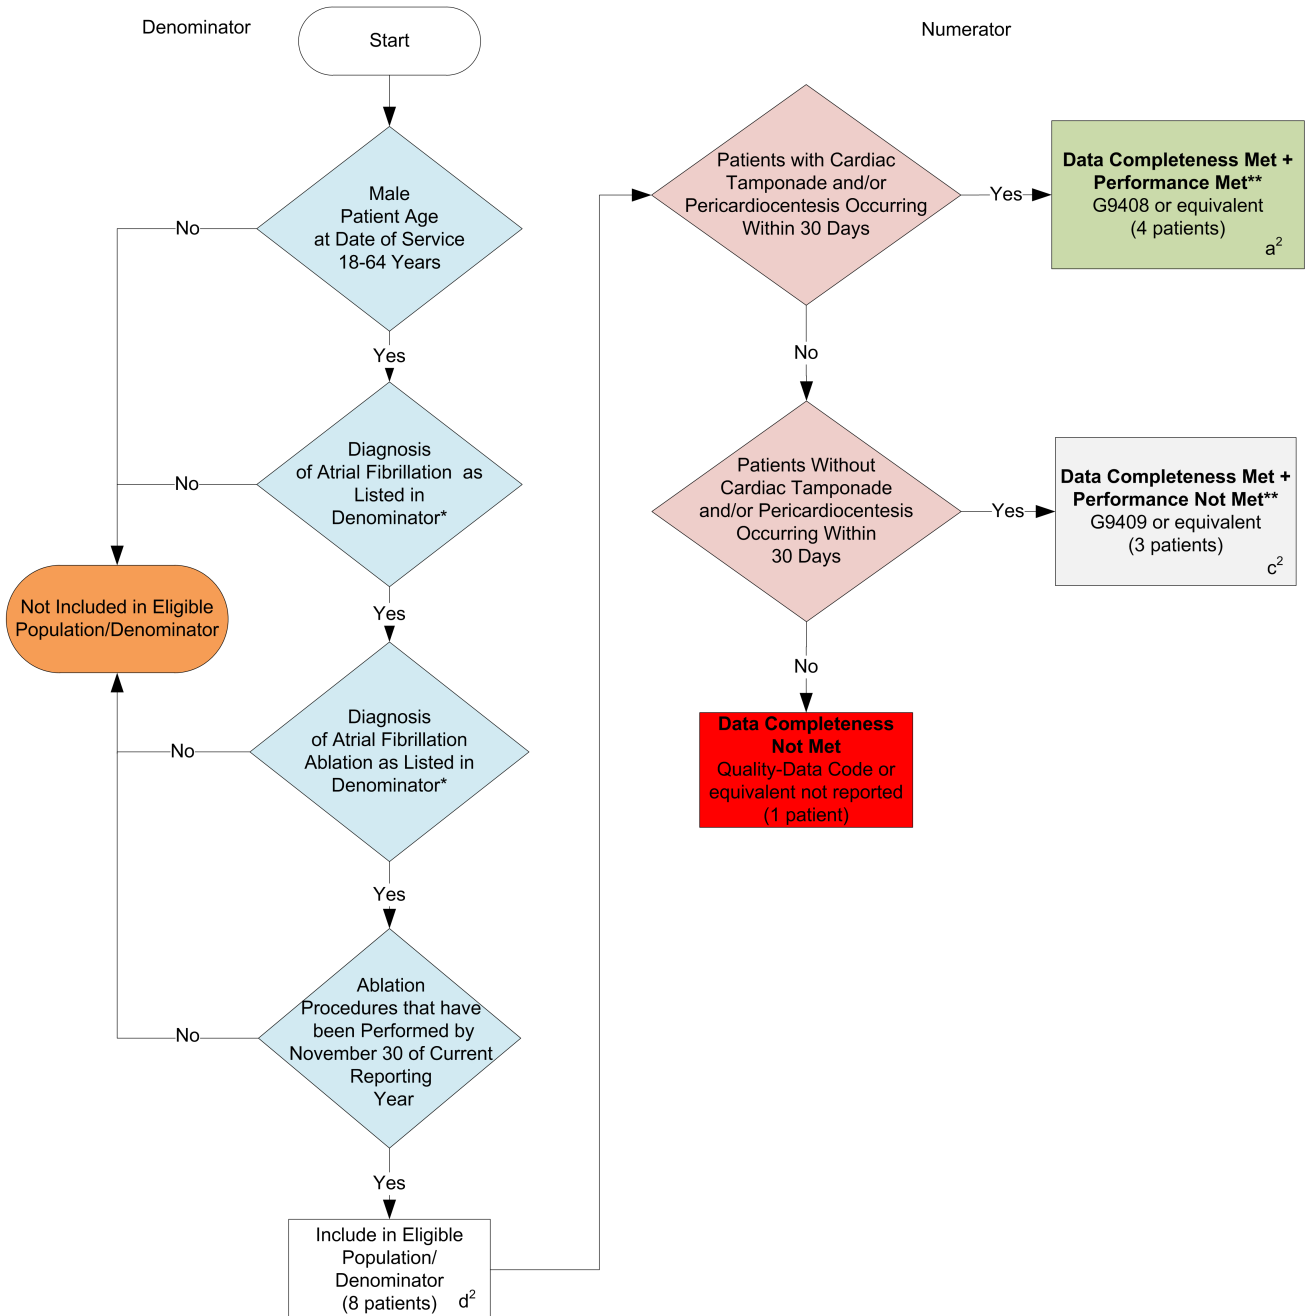 Denominator
Start
Male
Patient Age
at Date of Service
18-64 Years
No
Yes
Diagnosis
of Atrial Fibrillation as
Listed in
Denominator*
No
Yes
Not Included in Eligible
Population/Denominator
Diagnosis
of Atrial Fibrillation
Ablation as Listed in
Denominator*
No
Yes
Ablation
Procedures that have
been Performed by
November 30 of Current
Reporting
Year
No
Yes
Include in Eligible
Population/
Denominator
(8 patients) d²
Numerator
Patients with Cardiac
Tamponade and/or
Pericardiocentesis Occurring
Within 30 Days
Yes
Data Completeness Met +
Performance Met**
G9408 or equivalent
(4 patients)
a²
No
Patients Without
Cardiac Tamponade
and/or Pericardiocentesis
Occurring Within
30 Days
Yes
Data Completeness Met +
Performance Not Met**
G9409 or equivalent
(3 patients)
c²
No
Data Completeness
Not Met
Quality-Data Code or
equivalent not reported
(1 patient)